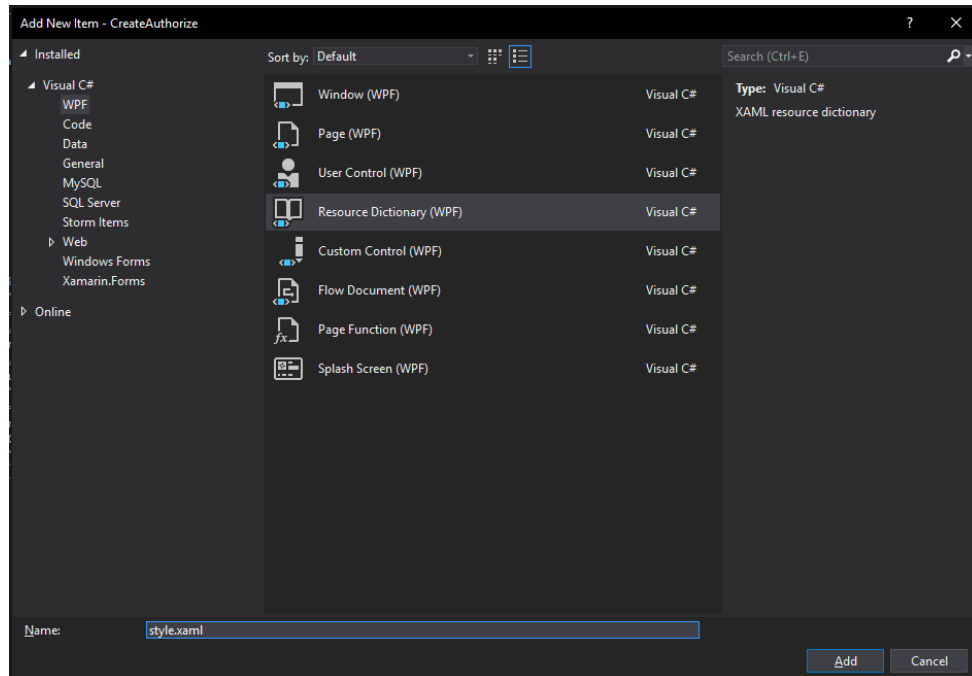 Add New Item - CreateAuthorize
Installed
Visual C#
WPF
Code
Data
General
MySQL
SQL Server
Storm Items
Web
Windows Forms
Xamarin.Forms
Online
Sort by: Default
Window (WPF) Visual C#
Page (WPF) Visual C#
User Control (WPF) Visual C#
Resource Dictionary (WPF) Visual C#
Custom Control (WPF) Visual C#
Flow Document (WPF) Visual C#
Page Function (WPF) Visual C#
Splash Screen (WPF) Visual C#
Search (Ctrl+E)
Type: Visual C#
XAML resource dictionary
Name: style.xaml
Add Cancel